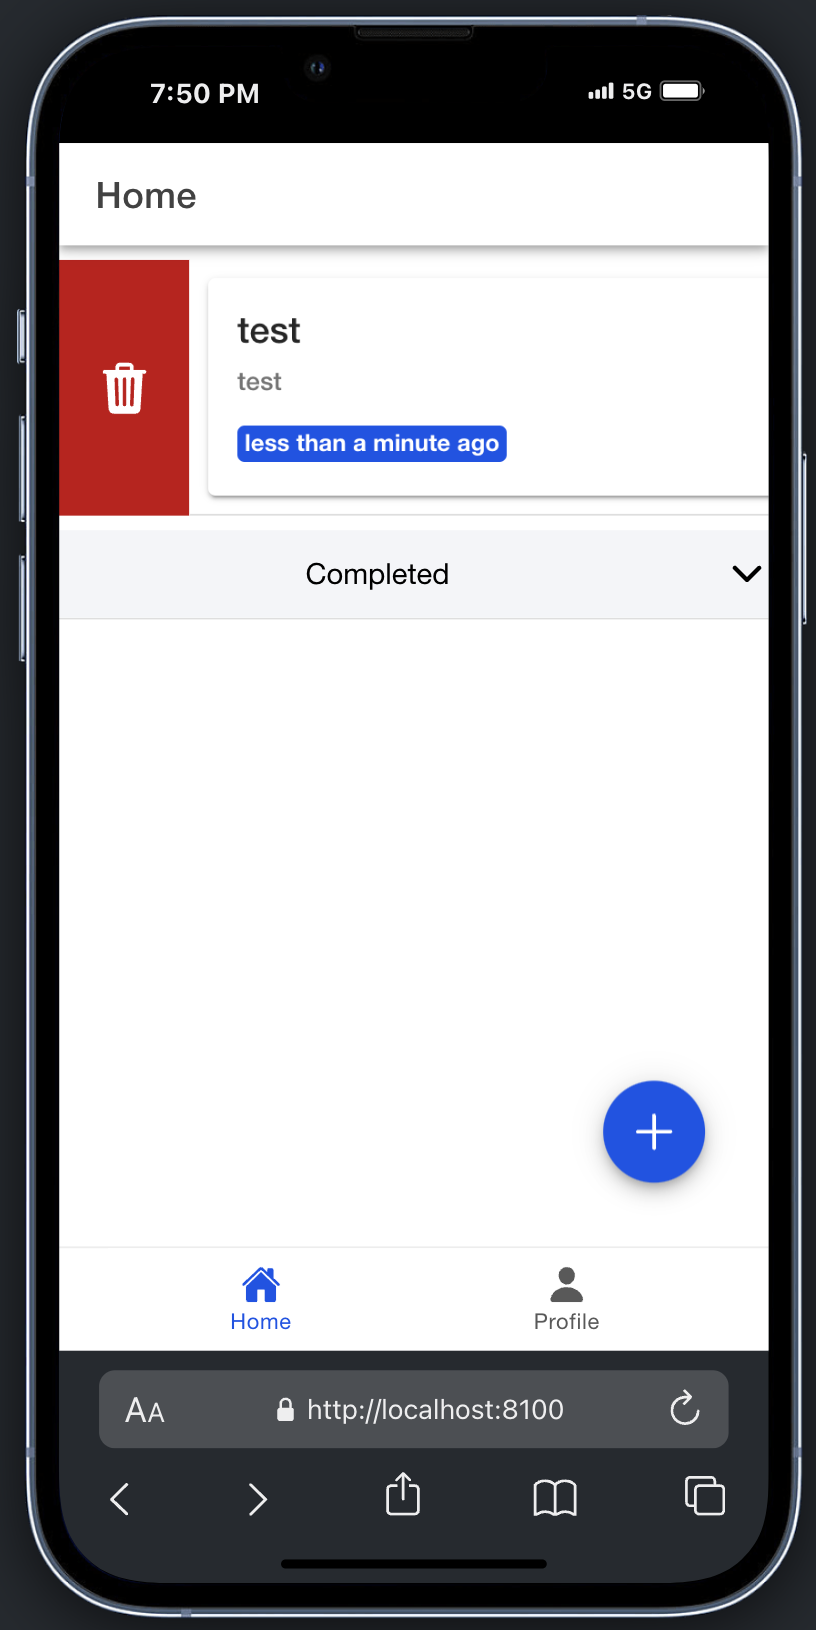 7:50 PM 5G
Home
test
test
less than a minute ago
Completed
Home Profile
AA http://localhost:8100